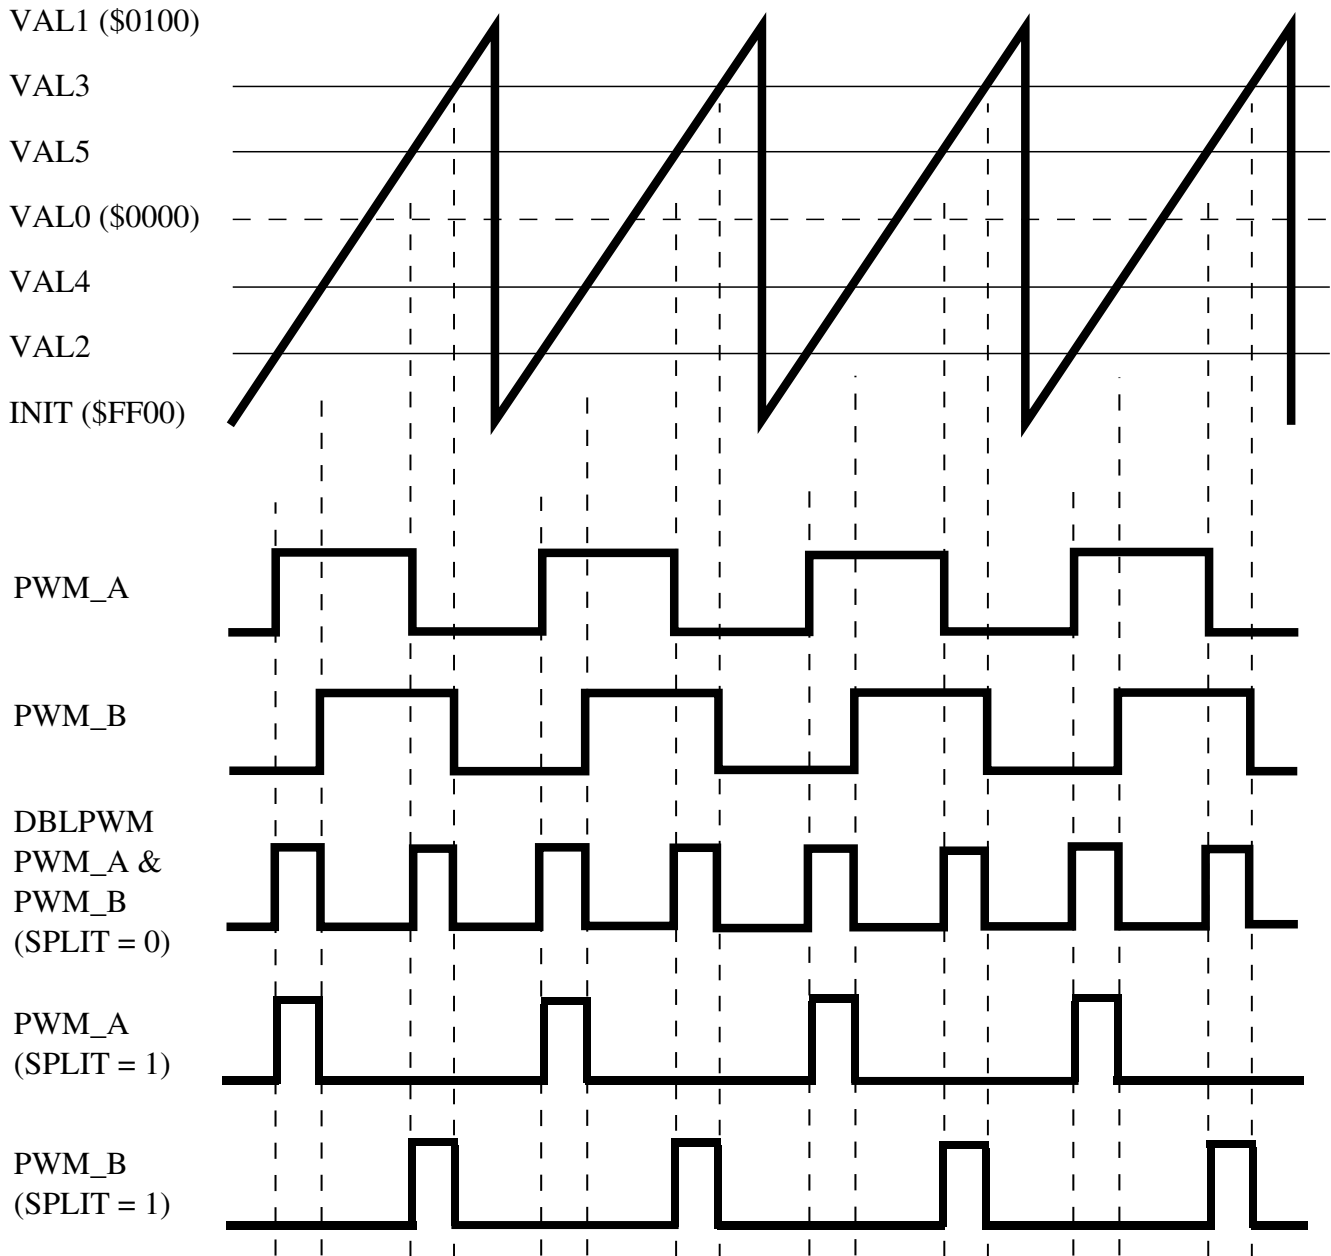 VAL1 ($0100)
VAL3
VAL5
VAL0 ($0000)
VAL4
VAL2
INIT ($FF00)
PWM_A
PWM_B
DBLPWM
PWM_A &
PWM_B
(SPLIT = 0)
PWM_A
(SPLIT = 1)
PWM_B
(SPLIT = 1)